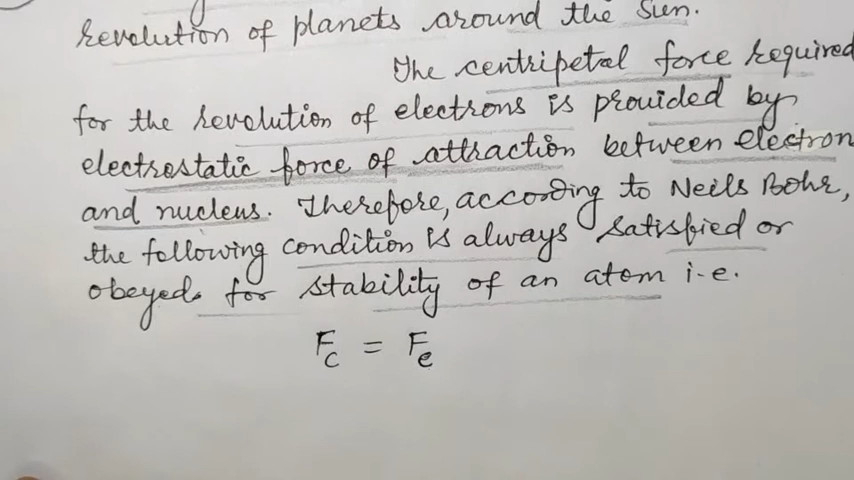 revolution of planets around the Sun.
The centripetal force required
for the revolution of electrons is provided by
electrostatic force of attraction between electron
and nucleus. Therefore, according to Neils Bohr,
the following condition is always satisfied or
obeyed. for stability of an atom i.e.
Fc = Fe